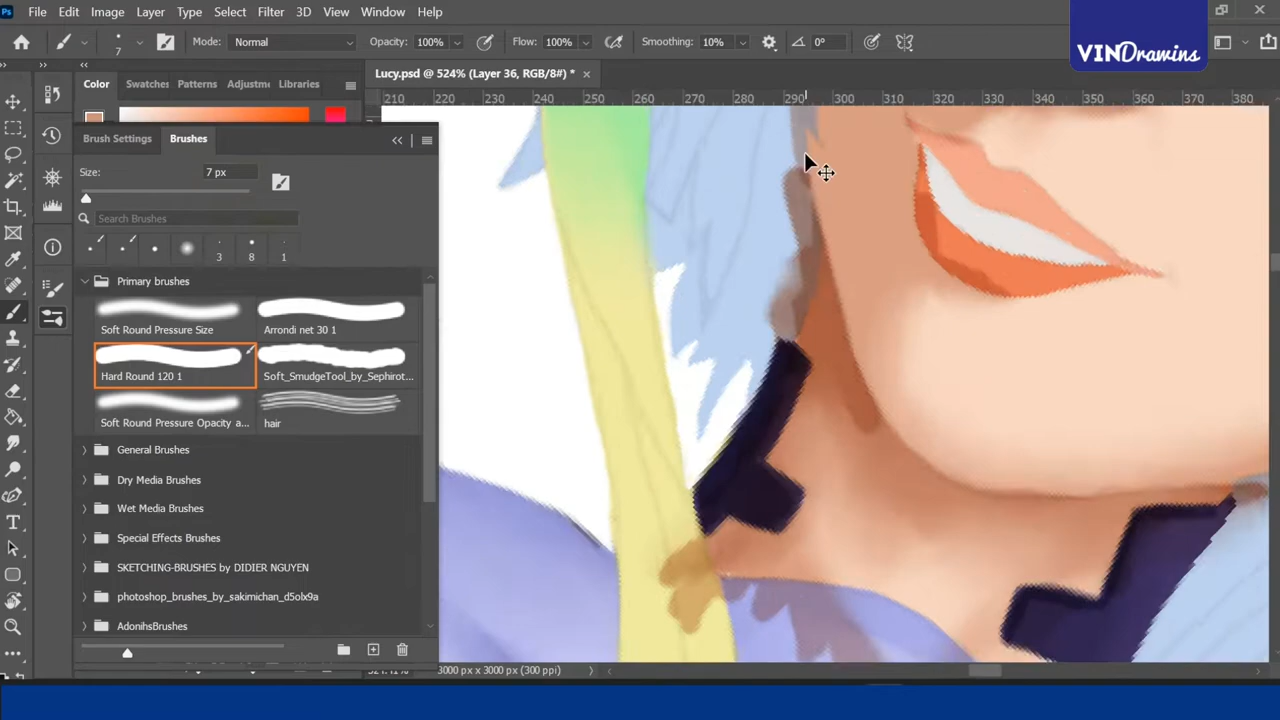 Ps File Edit Image Layer Type Select Filter 3D View Window Help
VINDrawins
7 Mode: Normal Opacity: 100% Flow: 100% Smoothing: 10% 0°
Color Swatches Patterns Adjustm Libraries
Lucy.psd @ 524% (Layer 36, RGB/8#) *
210 220 230 240 250 260 270 280 290 300 310 320 330 340 350 360 370 380
Brush Settings Brushes
Size: 7 px
Search Brushes
3 8 1
Primary brushes
Soft Round Pressure Size Arrondi net 30 1
Hard Round 120 1 Soft_SmudgeTool_by_Sephirot...
Soft Round Pressure Opacity a... hair
General Brushes
Dry Media Brushes
Wet Media Brushes
Special Effects Brushes
SKETCHING-BRUSHES by DIDIER NGUYEN
photoshop_brushes_by_sakimichan_d5olx9a
AdonihsBrushes
3000 px x 3000 px (300 ppi)